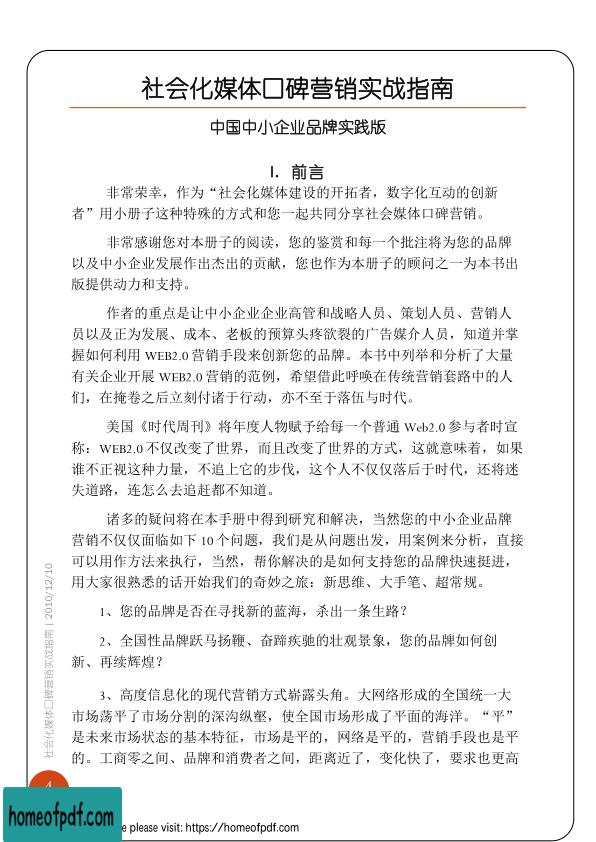 社会化媒体口碑营销实战指南
中国中小企业品牌实践版
I. 前言
非常荣幸，作为“社会化媒体建设的开拓者，数字化互动的创新
者”用小册子这种特殊的方式和您一起共同分享社会媒体口碑营销。
非常感谢您对本册子的阅读，您的鉴赏和每一个批注将为您的品牌
以及中小企业发展作出杰出的贡献，您也作为本册子的顾问之一为本书出
版提供动力和支持。
作者的重点是让中小企业企业高管和战略人员、策划人员、营销人
员以及正为发展、成本、老板的预算头疼欲裂的广告媒介人员，知道并掌
握如何利用 WEB2.0 营销手段来创新您的品牌。本书中列举和分析了大量
有关企业开展 WEB2.0 营销的范例，希望借此呼唤在传统营销套路中的人
们，在掩卷之后立刻付诸于行动，亦不至于落伍与时代。
美国《时代周刊》将年度人物赋予给每一个普通 Web2.0 参与者时宣
称：WEB2.0 不仅改变了世界，而且改变了世界的方式，这就意味着，如果
谁不正视这种力量，不追上它的步伐，这个人不仅仅落后于时代，还将迷
失道路，连怎么去追赶都不知道。
诸多的疑问将在本手册中得到研究和解决，当然您的中小企业品牌
营销不仅仅面临如下 10 个问题，我们是从问题出发，用案例来分析，直接
可以用作方法来执行，当然，帮你解决的是如何支持您的品牌快速挺进，
用大家很熟悉的话开始我们的奇妙之旅：新思维、大手笔、超常规。
1、您的品牌是否在寻找新的蓝海，杀出一条生路？
2、全国性品牌跃马扬鞭、奋蹄疾驰的壮观景象，您的品牌如何创
新、再续辉煌？
3、高度信息化的现代营销方式崭露头角。大网络形成的全国统一大
市场荡平了市场分割的深沟纵壑，使全国市场形成了平面的海洋。“平”
是未来市场状态的基本特征，市场是平的，网络是平的，营销手段也是平
的。工商零之间、品牌和消费者之间，距离近了，变化快了，要求也更高
社会化媒体口碑营销实战指南 | 2010/12/10
homeofpdf.com
please visit: https://homeofpdf.com